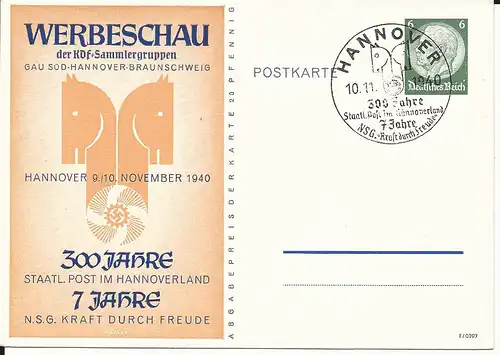 WERBESCHAU
der KDF-Sammlergruppen
GAU SÜD-HANNOVER-BRAUNSCHWEIG
HANNOVER 9./10. NOVEMBER 1940
300 JAHRE
STAATL. POST IM HANNOVERLAND
7 JAHRE
N.S.G. KRAFT DURCH FREUDE
ABGABEPREIS DER KARTE 20 PFENNIG
POSTKARTE
HANNOVER
10.11. 1940
300 Jahre
Staatl. Post im Hannoverland
7 Jahre
NSG. "Kraft durch Freude"
6 6
Deutsches Reich